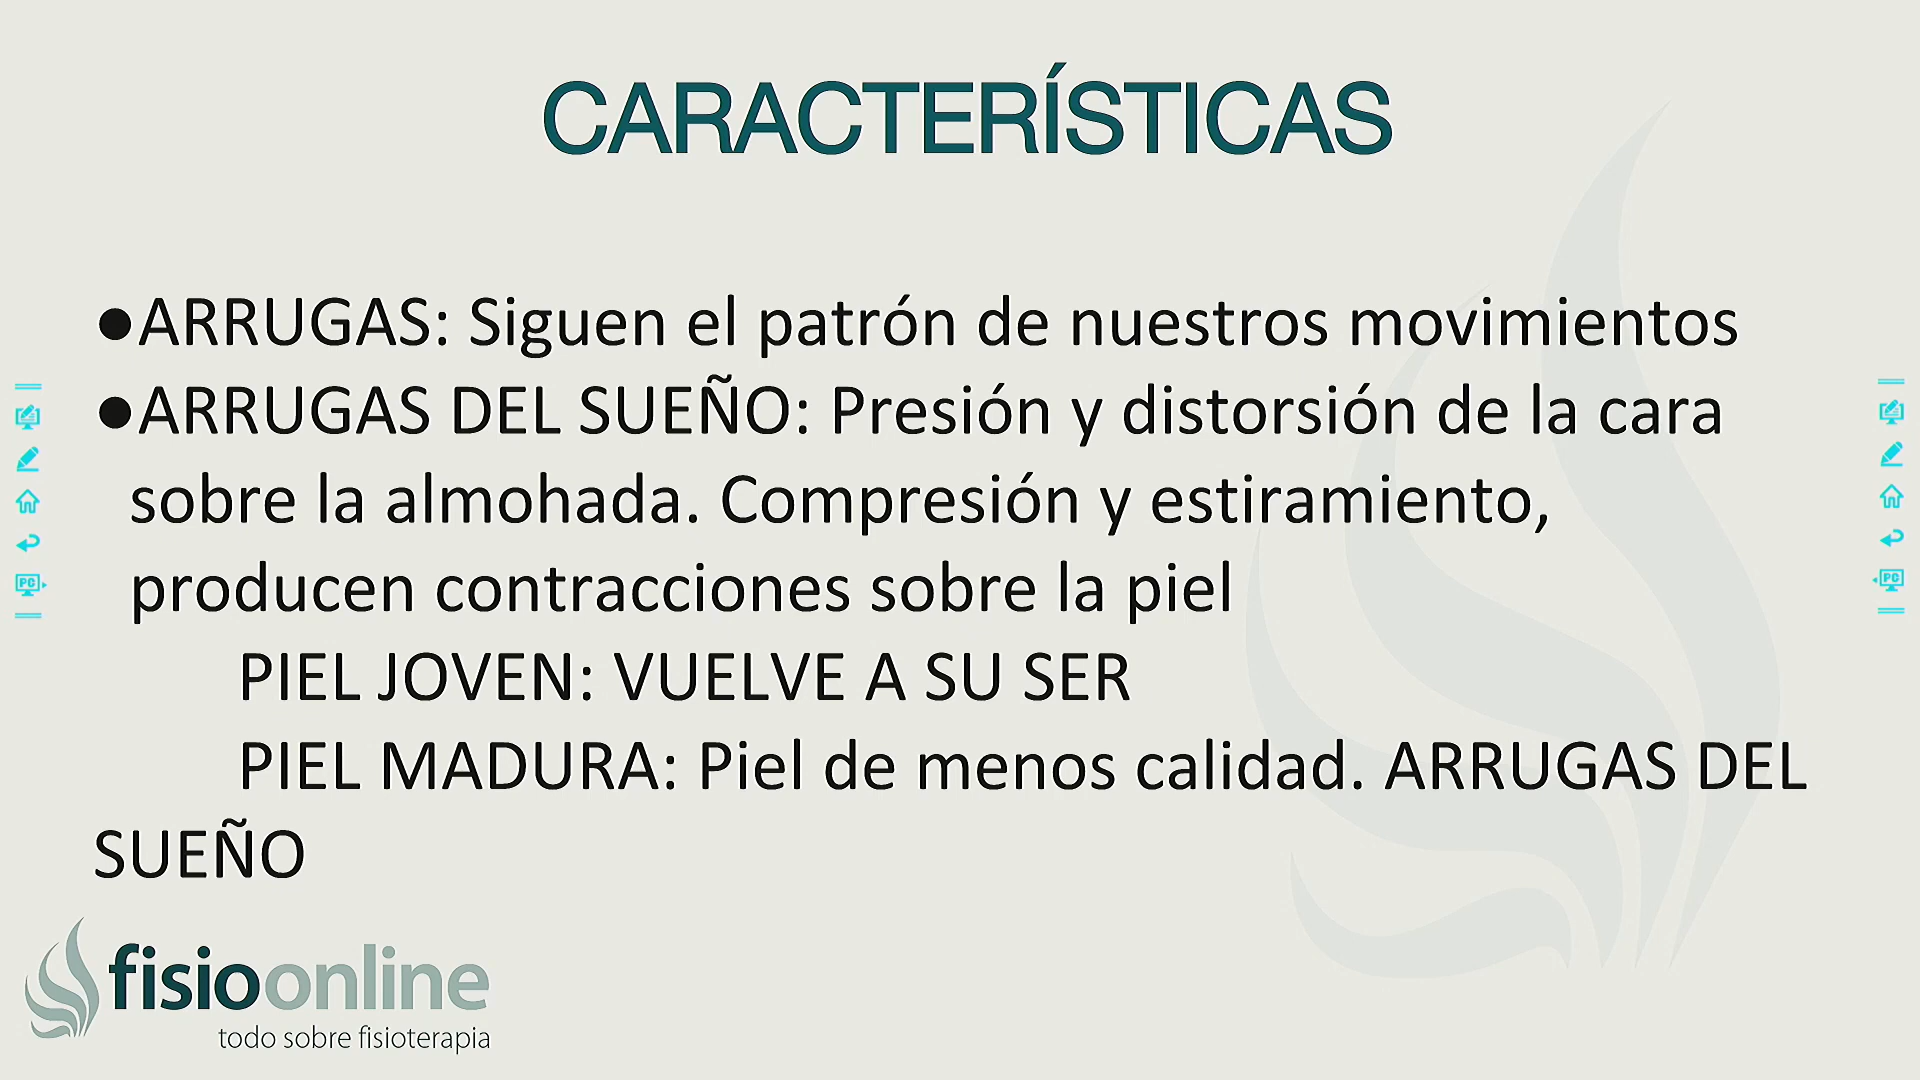 CARACTERÍSTICAS
●ARRUGAS: Siguen el patrón de nuestros movimientos
●ARRUGAS DEL SUEÑO: Presión y distorsión de la cara
sobre la almohada. Compresión y estiramiento,
producen contracciones sobre la piel
PIEL JOVEN: VUELVE A SU SER
PIEL MADURA: Piel de menos calidad. ARRUGAS DEL
SUEÑO
fisioonline
todo sobre fisioterapia
PC
PC